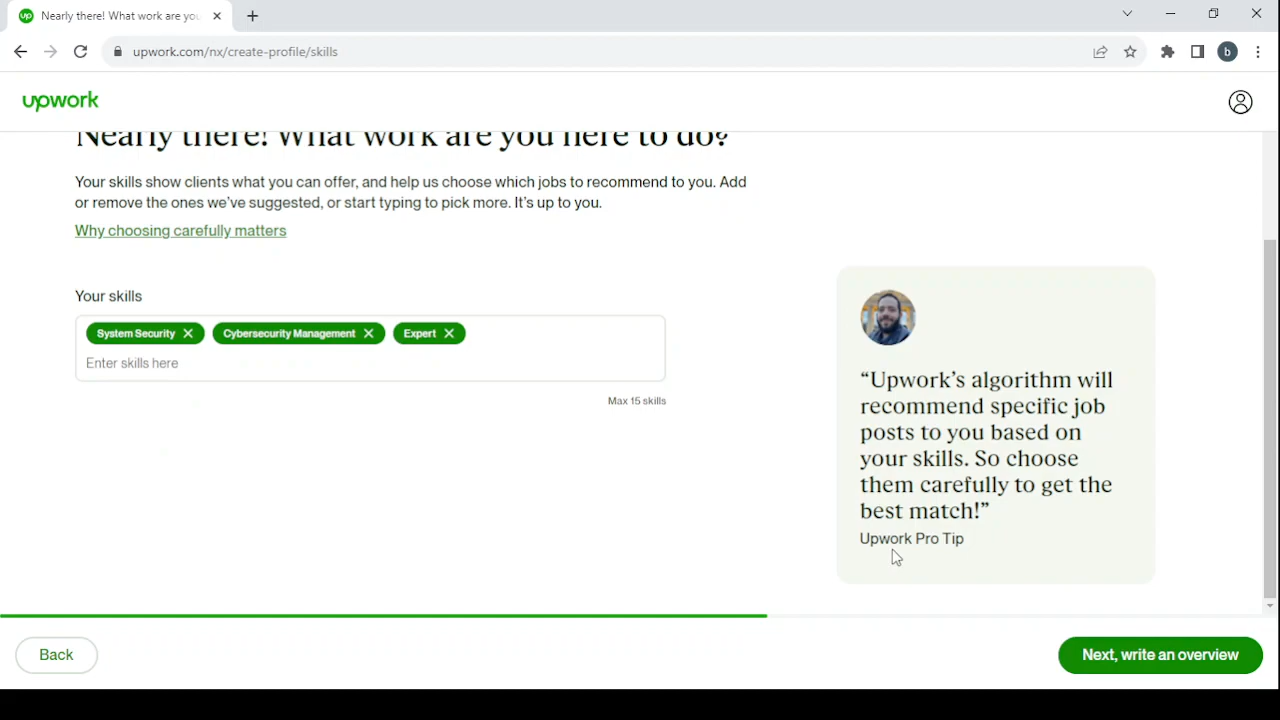 Nearly there! What work are you
upwork.com/nx/create-profile/skills
b
upwork
Nearly there! What work are you here to do?
Your skills show clients what you can offer, and help us choose which jobs to recommend to you. Add
or remove the ones we’ve suggested, or start typing to pick more. It’s up to you.
Why choosing carefully matters
Your skills
System Security
Cybersecurity Management
Expert
Enter skills here
Max 15 skills
“Upwork’s algorithm will
recommend specific job
posts to you based on
your skills. So choose
them carefully to get the
best match!”
Upwork Pro Tip
Back
Next, write an overview